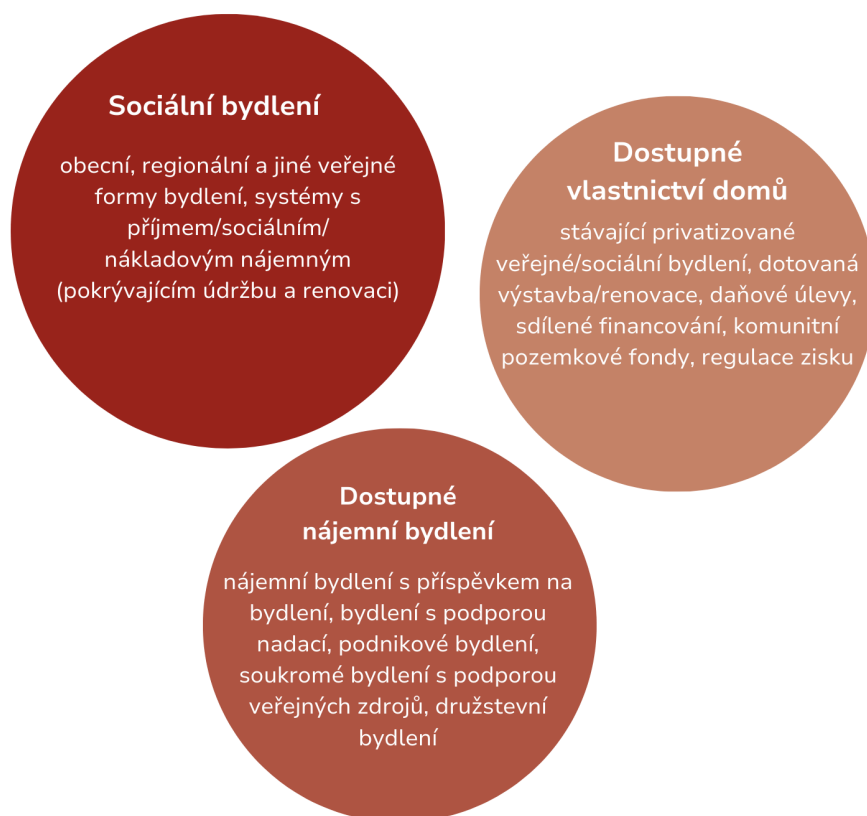 Sociální bydlení
obecní, regionální a jiné veřejné
formy bydlení, systémy s
příjmem/sociálním/
nákladovým nájemným
(pokrývajícím údržbu a renovaci)
Dostupné
vlastnictví domů
stávající privatizované
veřejné/sociální bydlení, dotovaná
výstavba/renovace, daňové úlevy,
sdílené financování, komunitní
pozemkové fondy, regulace zisku
Dostupné
nájemní bydlení
nájemní bydlení s příspěvkem na
bydlení, bydlení s podporou
nadací, podnikové bydlení,
soukromé bydlení s podporou
veřejných zdrojů, družstevní
bydlení